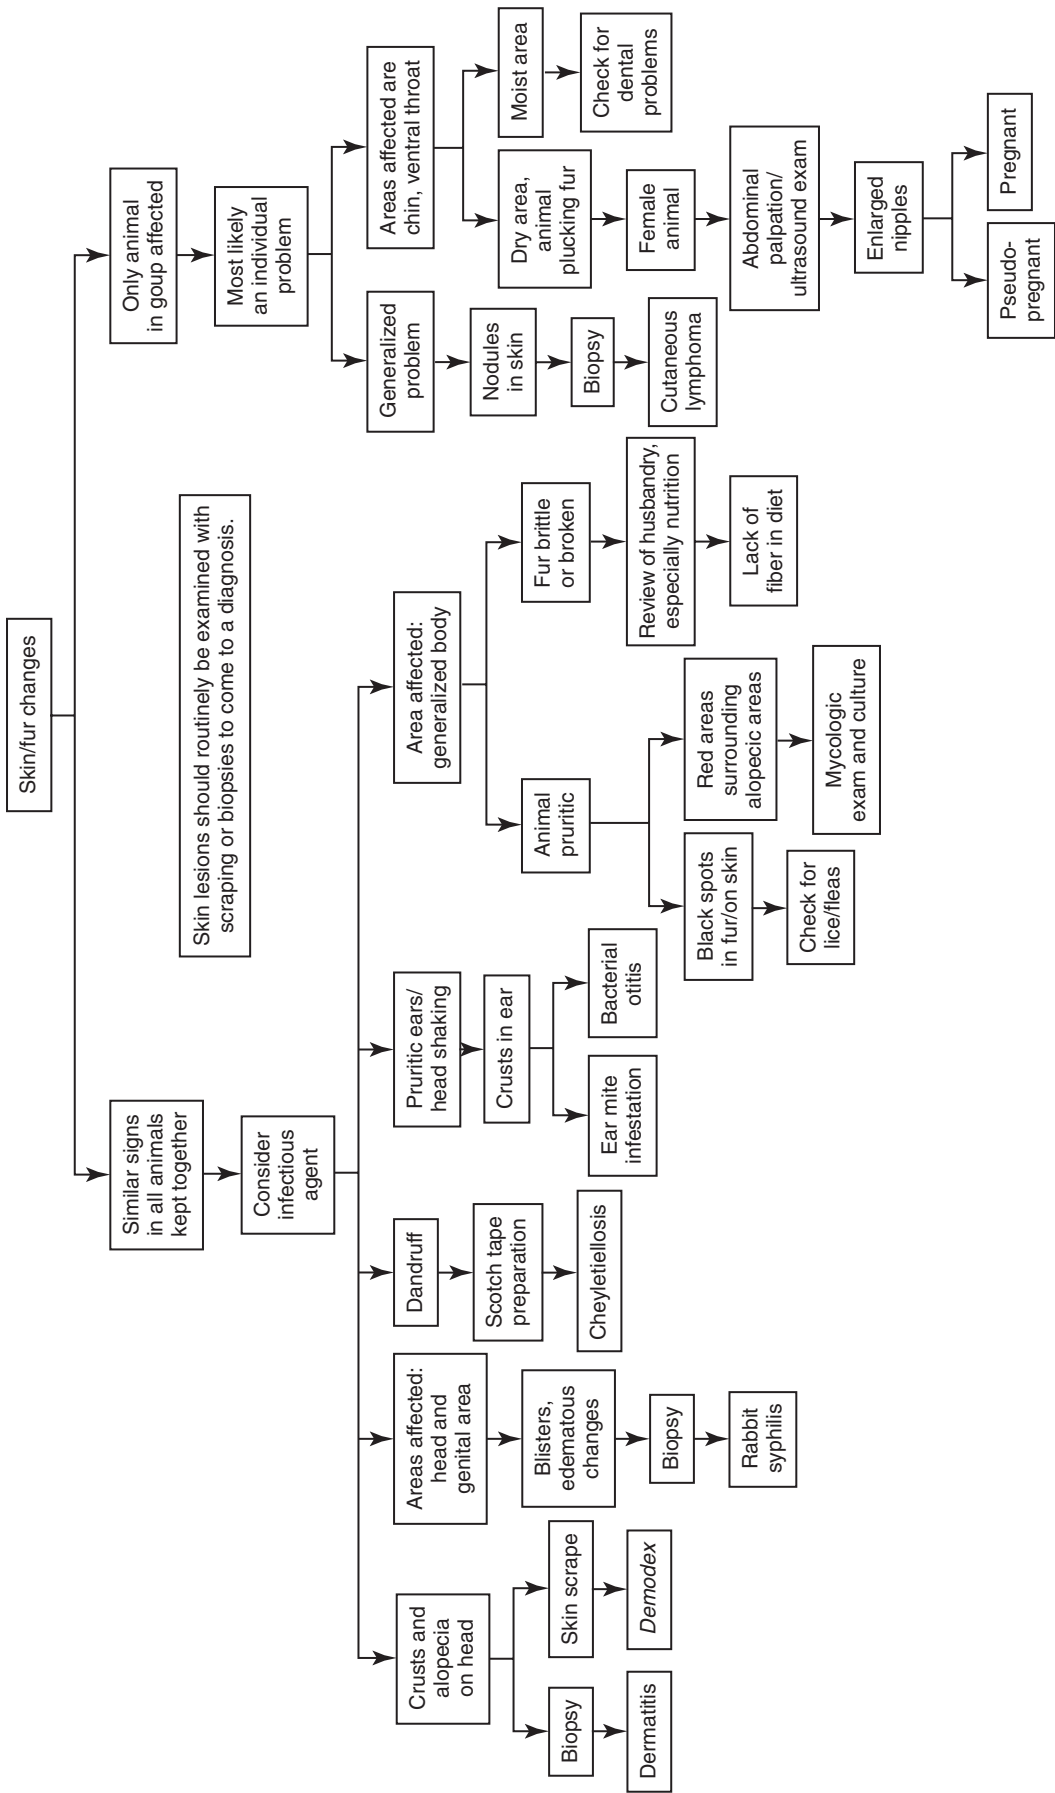 Skin/fur changes
Skin lesions should routinely be examined with
scraping or biopsies to come to a diagnosis.
Similar signs
in all animals
kept together
Consider
infectious
agent
Crusts and
alopecia
on head
Biopsy
Dermatitis
Skin scrape
Demodex
Areas affected:
head and
genital area
Blisters,
edematous
changes
Biopsy
Rabbit
syphilis
Dandruff
Scotch tape
preparation
Cheyletiellosis
Pruritic ears/
head shaking
Crusts in ear
Ear mite
infestation
Bacterial
otitis
Area affected:
generalized body
Animal
pruritic
Black spots
in fur/on skin
Check for
lice/fleas
Red areas
surrounding
alopecic areas
Mycologic
exam and culture
Fur brittle
or broken
Review of husbandry,
especially nutrition
Lack of
fiber in diet
Only animal
in goup affected
Most likely
an individual
problem
Generalized
problem
Nodules
in skin
Biopsy
Cutaneous
lymphoma
Areas affected are
chin, ventral throat
Dry area,
animal
plucking fur
Female
animal
Abdominal
palpation/
ultrasound exam
Enlarged
nipples
Pseudo-
pregnant
Pregnant
Moist area
Check for
dental
problems